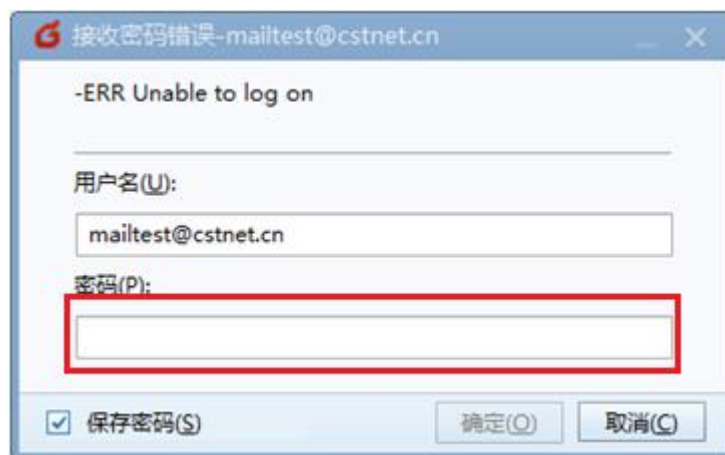 接收密码错误-mailtest@cstnet.cn
-ERR Unable to log on
用户名(U):
mailtest@cstnet.cn
密码(P):
保存密码(S) 确定(O) 取消(C)